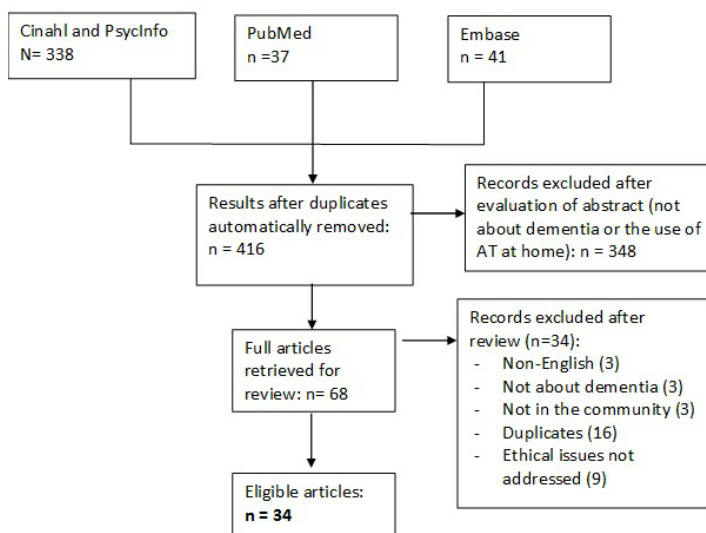 Cinahl and PsycInfo
N= 338
PubMed
n =37
Embase
n = 41
Results after duplicates
automatically removed:
n = 416
Records excluded after
evaluation of abstract (not
about dementia or the use of
AT at home): n = 348
Full articles
retrieved for
review: n= 68
Records excluded after
review (n=34):
- Non-English (3)
- Not about dementia (3)
- Not in the community (3)
- Duplicates (16)
- Ethical issues not
addressed (9)
Eligible articles:
n = 34